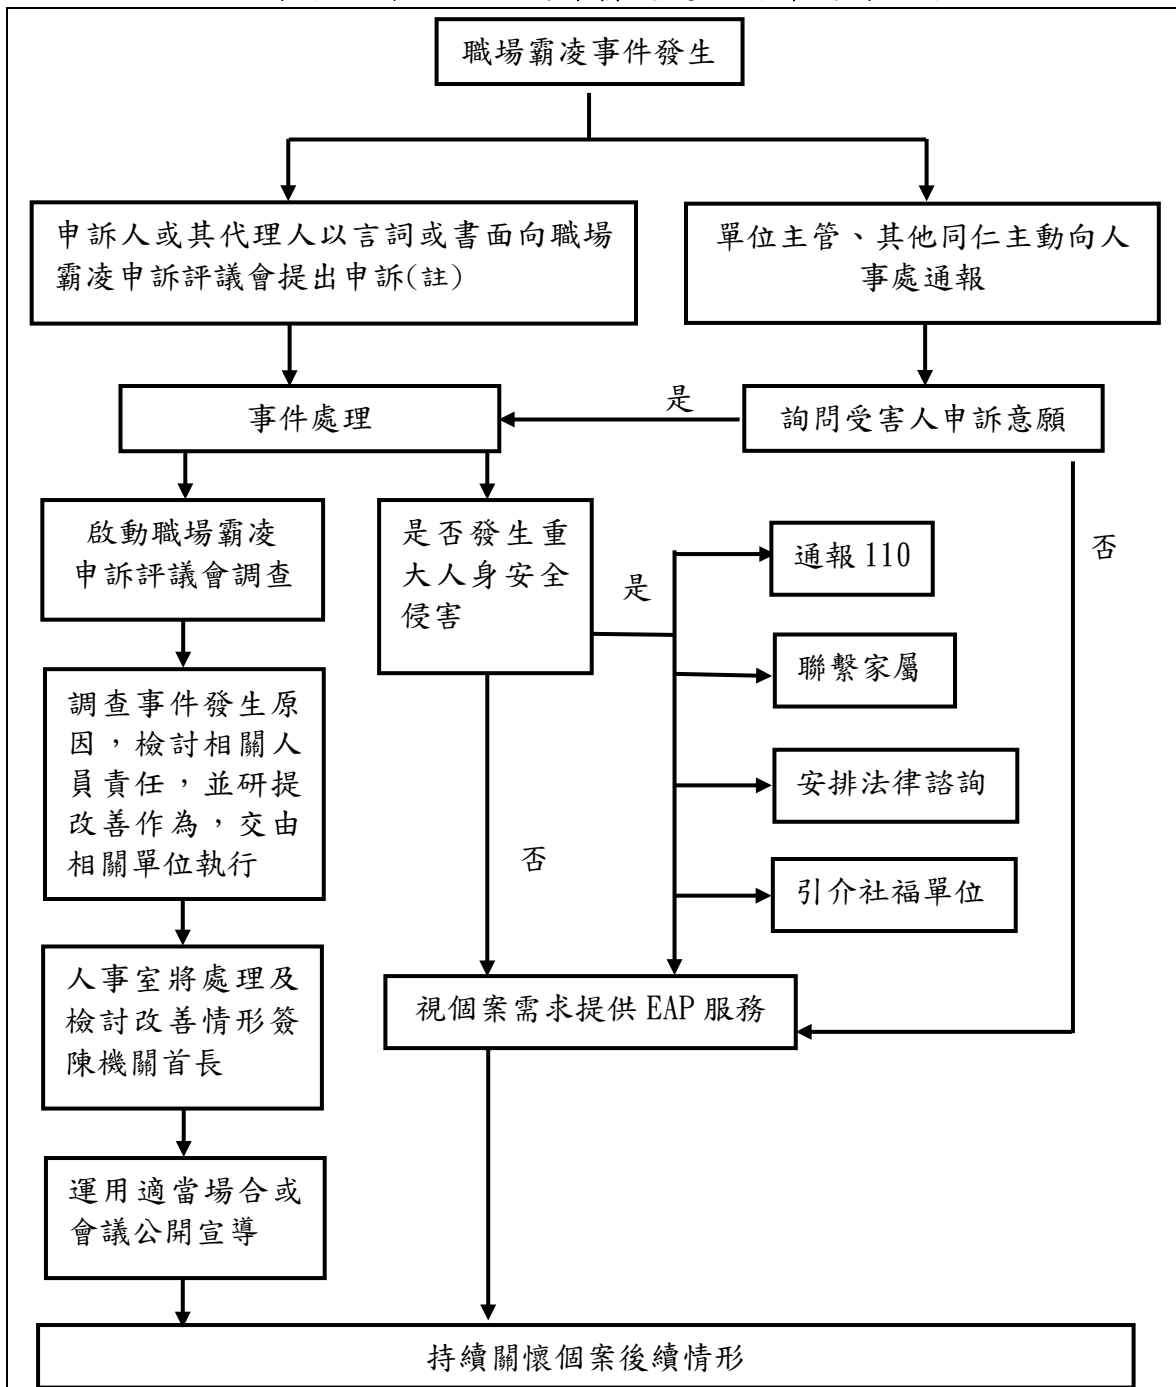 職場霸凌事件發生
申訴人或其代理人以言詞或書面向職場
霸凌申訴評議會提出申訴(註)
單位主管、其他同仁主動向人
事處通報
事件處理
是
詢問受害人申訴意願
啟動職場霸凌
申訴評議會調查
是否發生重
大人身安全
侵害
是
通報 110
否
聯繫家屬
調查事件發生原
因，檢討相關人
員責任，並研提
改善作為，交由
相關單位執行
安排法律諮詢
否
引介社福單位
人事室將處理及
檢討改善情形簽
陳機關首長
視個案需求提供 EAP 服務
運用適當場合或
會議公開宣導
持續關懷個案後續情形